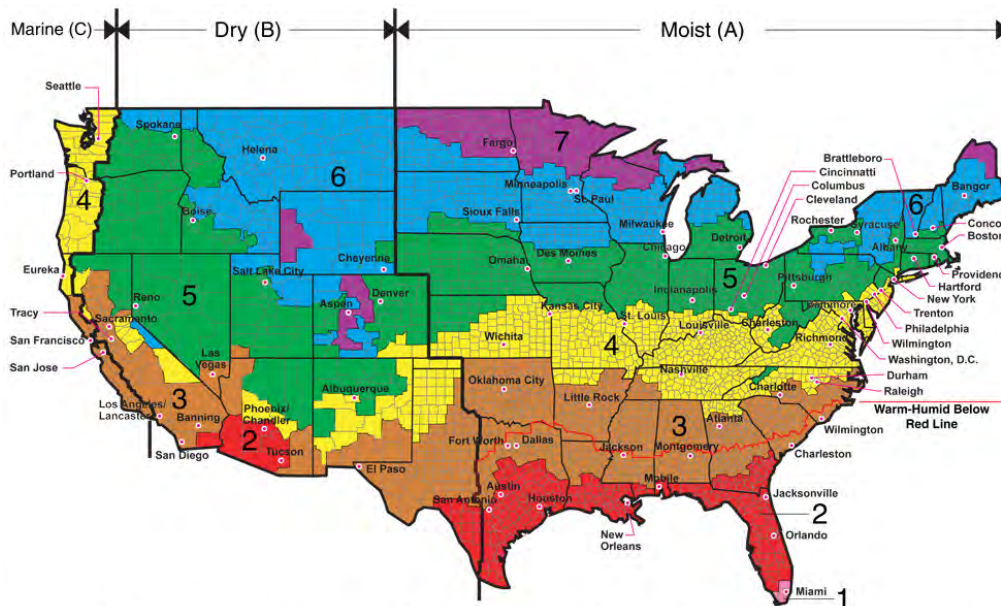 Marine (C)
Dry (B)
Moist (A)
Seattle
Spokane
Helena
Fargo
7
Brattleboro
Cincinnatti
Columbus
Cleveland
Portland
4
6
Minneapolis
St. Paul
Bangor
6
Boise
Sioux Falls
Milwaukee
Rochester
Syracuse
Conco
Albany
Boston
Detroit
Chicago
Eureka
Salt Lake City
Cheyenne
Omaha
Des Moines
5
Pittsburgh
Providenc
Hartford
New York
Reno
5
Aspen
Denver
Indianapolis
Trenton
Tracy
Sacramento
Kansas City
St. Louis
Louisville
Charleston
Philadelphia
Wilmington
San Francisco
Wichita
4
Richmond
Washington, D.C.
San Jose
Las
Vegas
Albuquerque
Nashville
Durham
Raleigh
3
Oklahoma City
Little Rock
Charlotte
Los Angeles/
Lancaster
Banning
Phoenix/
Chandler
2
3
Atlanta
Warm-Humid Below
Red Line
Wilmington
San Diego
Tucson
El Paso
Fort Worth
Dallas
Jackson
Montgomery
Charleston
Mobile
Austin
San Antonio
Houston
Jacksonville
2
New
Orleans
Orlando
Miami
1